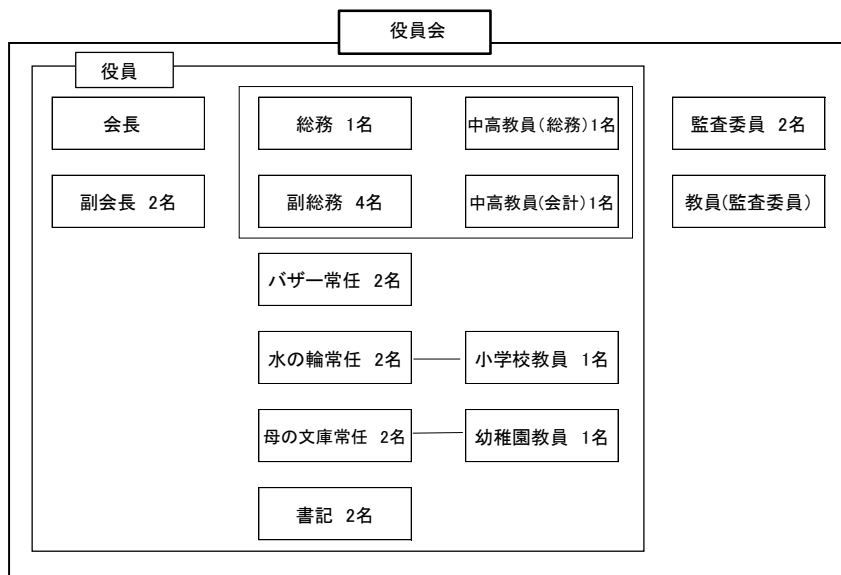 役員会
役員
会長
総務 1名
中高教員(総務)1名
監査委員 2名
副会長 2名
副総務 4名
中高教員(会計)1名
教員(監査委員)
バザー常任 2名
水の輪常任 2名
小学校教員 1名
母の文庫常任 2名
幼稚園教員 1名
書記 2名